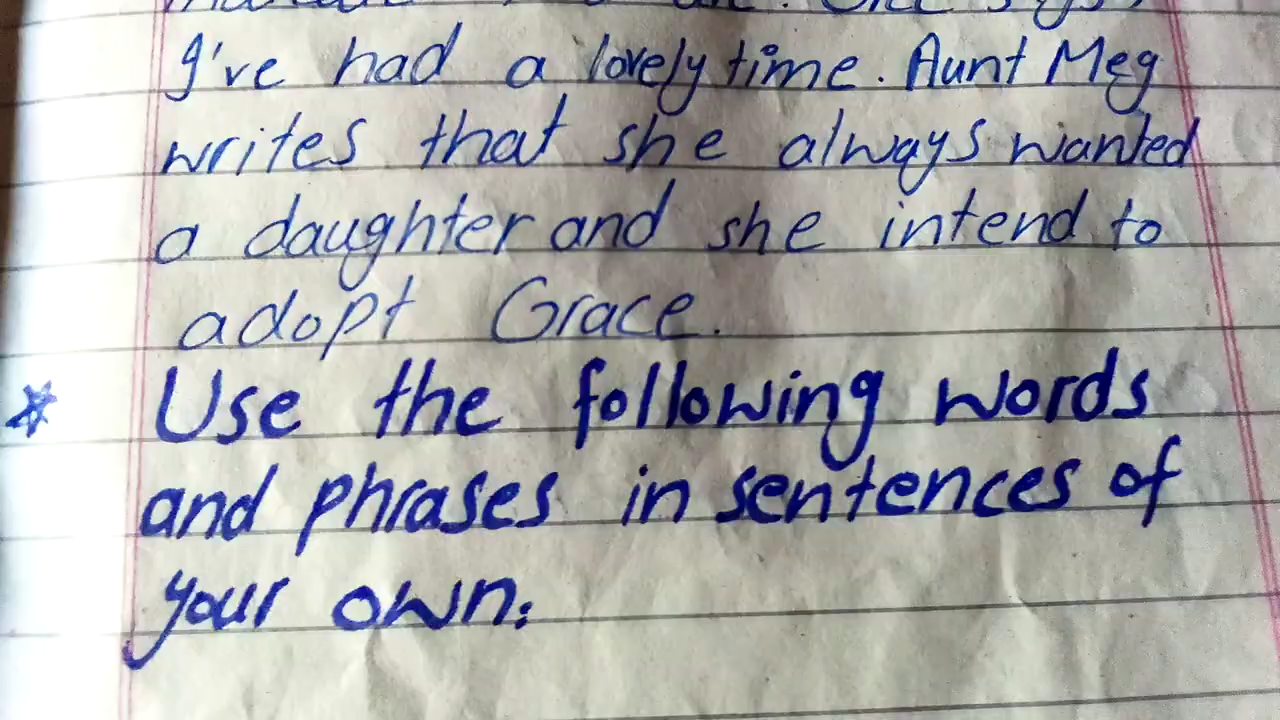 I've had a lovely time. Aunt Meg
writes that she always wanted
a daughter and she intend to
adopt Grace.
* Use the following words
and phrases in sentences of
your own: